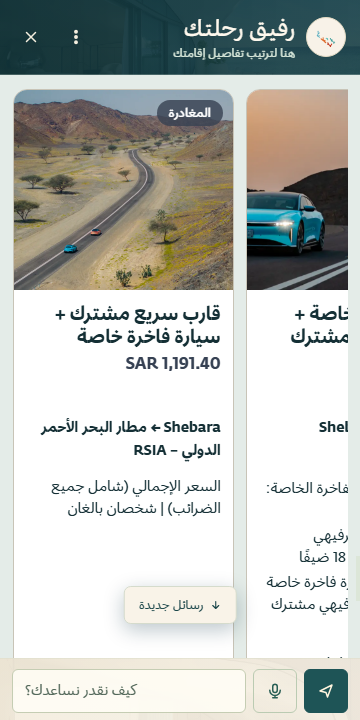 رفيق رحلتك
هنا لترتيب تفاصيل إقامتك
المغادرة
قارب سريع مشترك +
سيارة فاخرة خاصة
SAR 1,191.40
Shebara ← مطار البحر الأحمر
الدولي – RSIA
السعر الإجمالي (شامل جميع
الضرائب) | شخصان بالغان
خاصة +
مشترك
Shel
فاخرة الخاصة:
رفيهي
18 ضيفًا
ة فاخرة خاصة
فيهي مشترك
رسائل جديدة ↓
كيف نقدر نساعدك؟